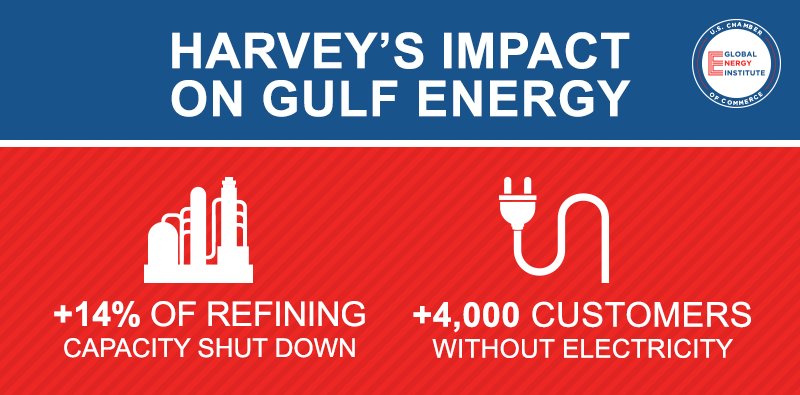 HARVEY'S IMPACT
ON GULF ENERGY
U.S. CHAMBER
GLOBAL
ENERGY
INSTITUTE
OF COMMERCE
+14% OF REFINING
CAPACITY SHUT DOWN
+4,000 CUSTOMERS
WITHOUT ELECTRICITY